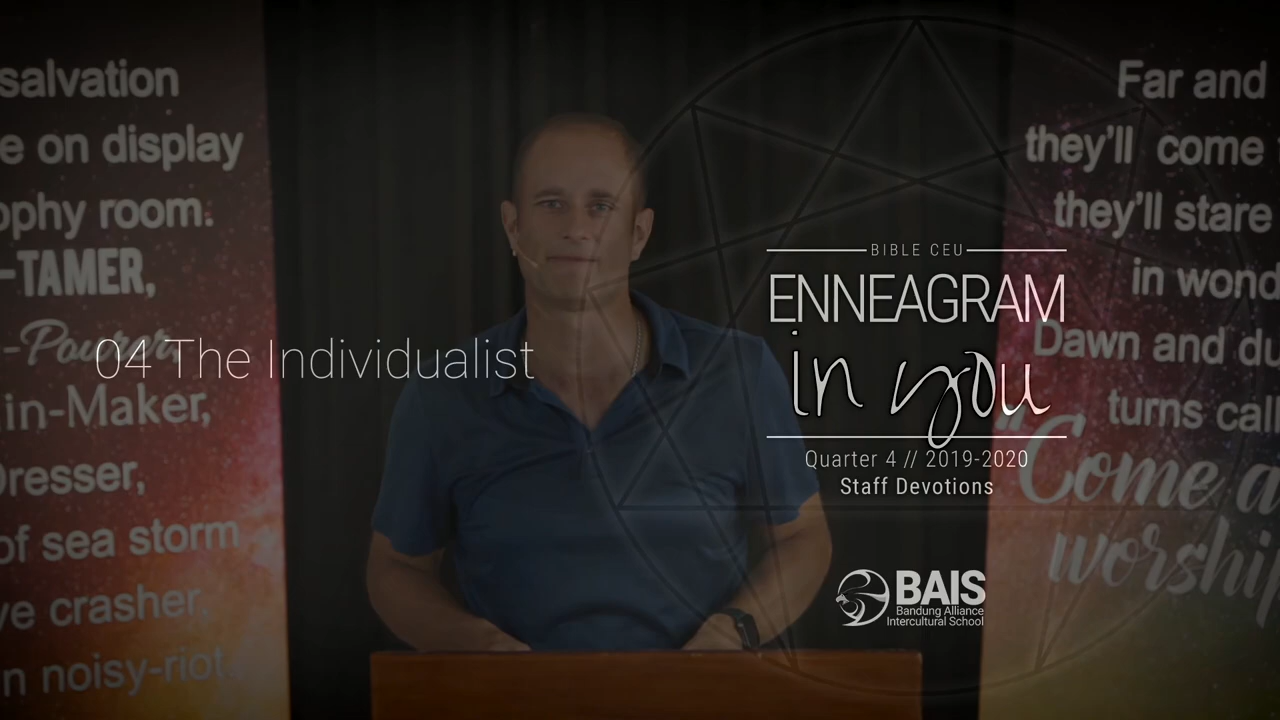 salvation
e on display
ophy room.
-TAMER,
-Power
in-Maker,
Dresser,
of sea storm
ve crasher.
n noisy-riot.
04 The Individualist
BIBLE CEU
ENNEAGRAM
in you
Quarter 4 // 2019-2020
Staff Devotions
BAIS
Bandung Alliance
Intercultural School
Far and
they'll come
they'll stare
in wond
Dawn and du
turns call
"Come a
worship